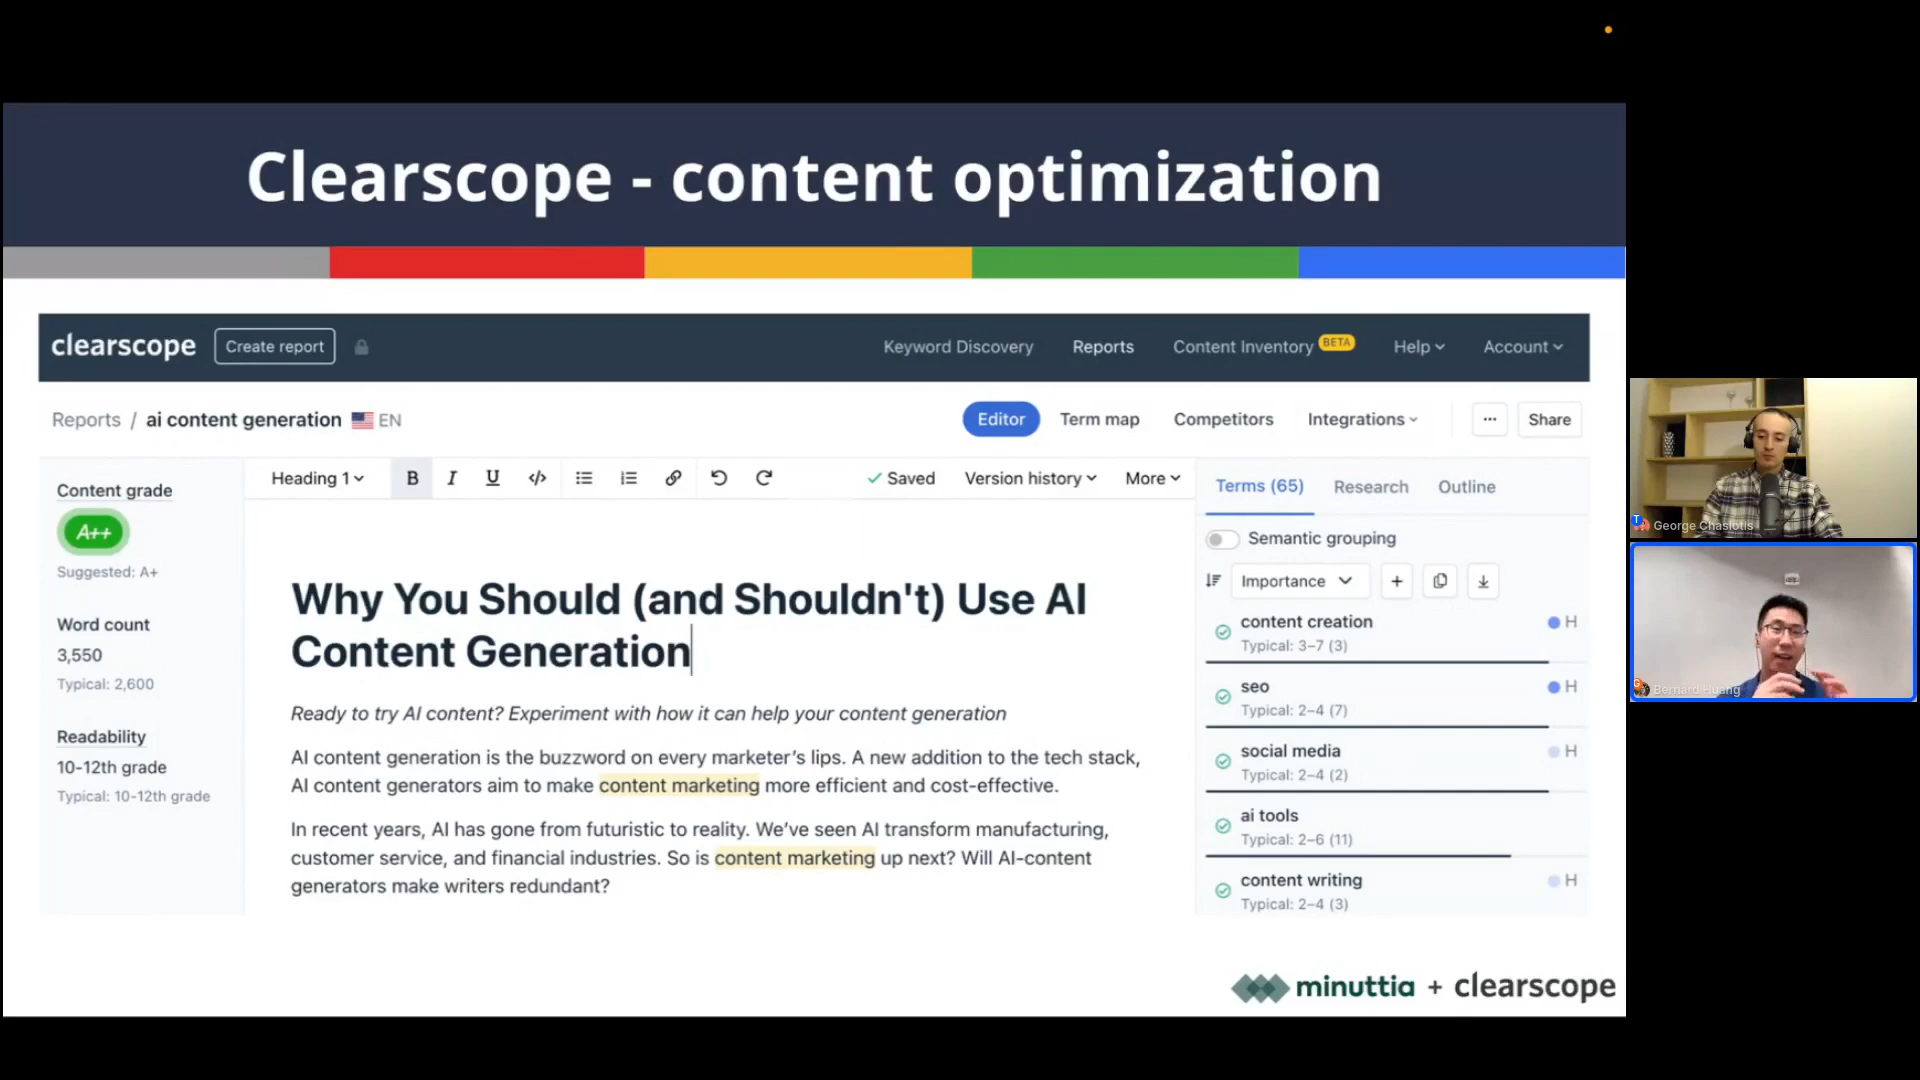 Clearscope - content optimization
clearscope
Create report
Keyword Discovery
Reports
Content Inventory BETA
Help
Account
Reports / ai content generation EN
Editor
Term map
Competitors
Integrations
Share
Content grade
A++
Suggested: A+
Word count
3,550
Typical: 2,600
Readability
10-12th grade
Typical: 10-12th grade
Heading 1
B
I
U
Saved
Version history
More
Why You Should (and Shouldn't) Use AI
Content Generation
Ready to try AI content? Experiment with how it can help your content generation
AI content generation is the buzzword on every marketer’s lips. A new addition to the tech stack,
AI content generators aim to make content marketing more efficient and cost-effective.
In recent years, AI has gone from futuristic to reality. We’ve seen AI transform manufacturing,
customer service, and financial industries. So is content marketing up next? Will AI-content
generators make writers redundant?
Terms (65)
Research
Outline
Semantic grouping
Importance
content creation
H
Typical: 3–7 (3)
seo
H
Typical: 2–4 (7)
social media
H
Typical: 2–4 (2)
ai tools
Typical: 2–6 (11)
content writing
H
Typical: 2–4 (3)
minuttia + clearscope
George Chasiotis
Bernard Huang